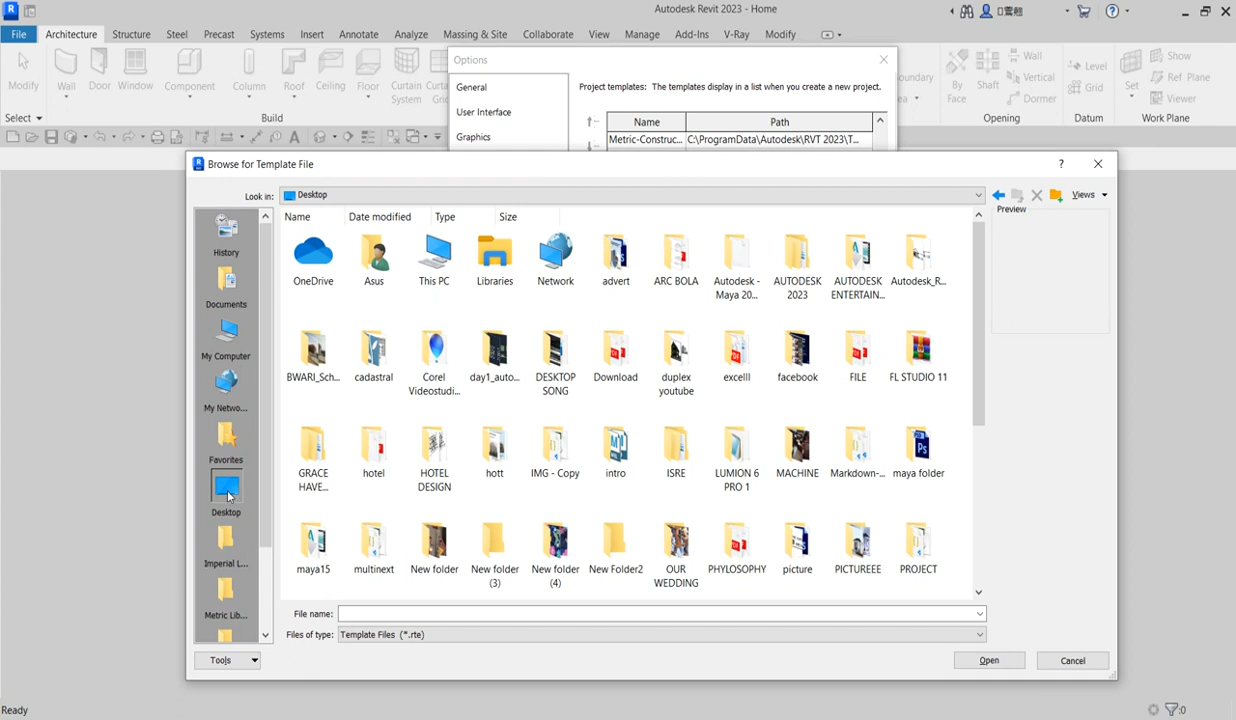 Autodesk Revit 2023 - Home
File Architecture Structure Steel Precast Systems Insert Annotate Analyze Massing & Site Collaborate View Manage Add-Ins V-Ray Modify
Options
General
User Interface
Graphics
Project templates: The templates display in a list when you create a new project.
Name Path
Metric-Construc... C:\ProgramData\Autodesk\RVT 2023\T...
Modify Wall Door Window Component Column Roof Ceiling Floor Curtain System Curta Gri
oundary
By Face Shaft Wall Vertical Dormer
Level Grid
Set Show Ref Plane Viewer
Select Build Opening Datum Work Plane
Browse for Template File
Look in: Desktop Views
Name Date modified Type Size
Preview
History
Documents
My Computer
My Netwo...
Favorites
Desktop
Imperial L...
Metric Lib...
OneDrive Asus This PC Libraries Network advert ARC BOLA Autodesk - Maya 20... AUTODESK 2023 AUTODESK ENTERTAIN... Autodesk_R...
BWARI_Sch... cadastral Corel Videostudi... day1_auto... DESKTOP SONG Download duplex youtube excelll facebook FILE FL STUDIO 11
GRACE HAVE... hotel HOTEL DESIGN hott IMG - Copy intro ISRE LUMION 6 PRO 1 MACHINE Markdown-... maya folder
maya15 multinext New folder New folder (3) New folder (4) New Folder2 OUR WEDDING PHYLOSOPHY picture PICTUREEE PROJECT
File name:
Files of type: Template Files (*.rte)
Tools Open Cancel
Ready :0